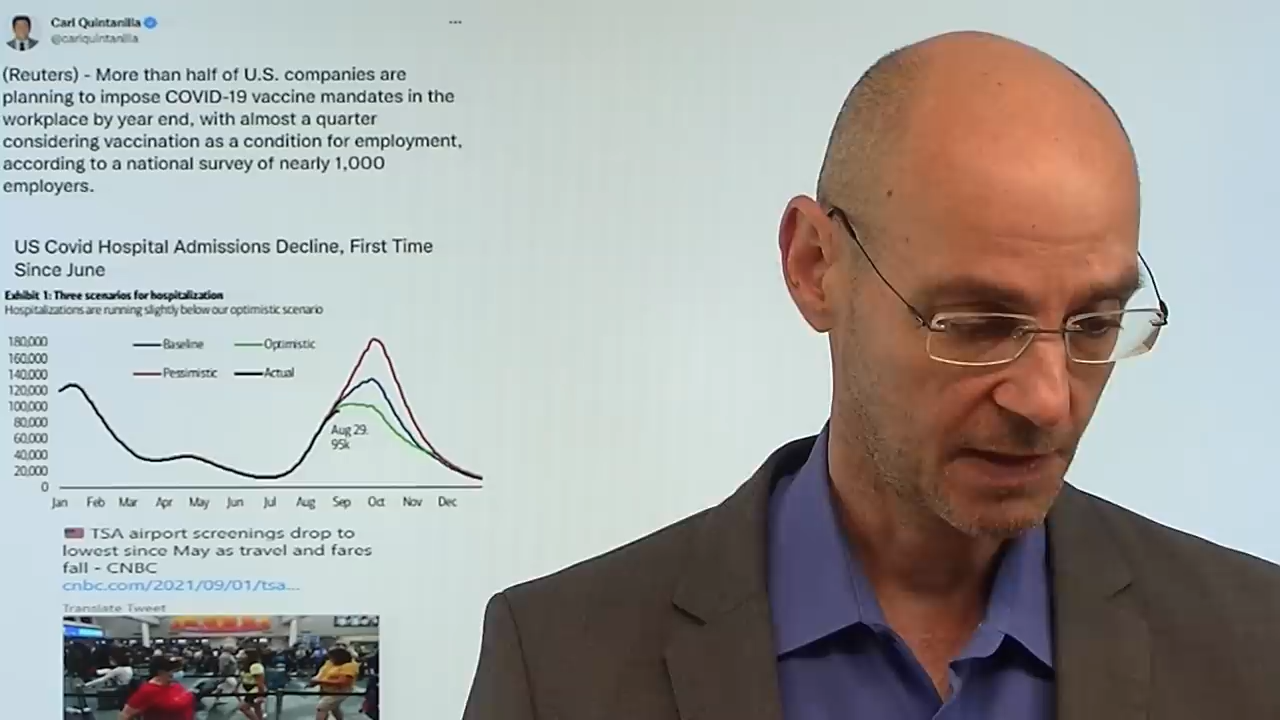 Carl Quintanilla
@carlquintanilla
(Reuters) - More than half of U.S. companies are
planning to impose COVID-19 vaccine mandates in the
workplace by year end, with almost a quarter
considering vaccination as a condition for employment,
according to a national survey of nearly 1,000
employers.
US Covid Hospital Admissions Decline, First Time
Since June
Exhibit 1: Three scenarios for hospitalization
Hospitalizations are running slightly below our optimistic scenario
180,000
160,000
140,000
120,000
100,000
80,000
60,000
40,000
20,000
0
Baseline Optimistic
Pessimistic Actual
Aug 29.
95k
Jan Feb Mar Apr May Jun Jul Aug Sep Oct Nov Dec
TSA airport screenings drop to
lowest since May as travel and fares
fall - CNBC
cnbc.com/2021/09/01/tsa...
Translate Tweet